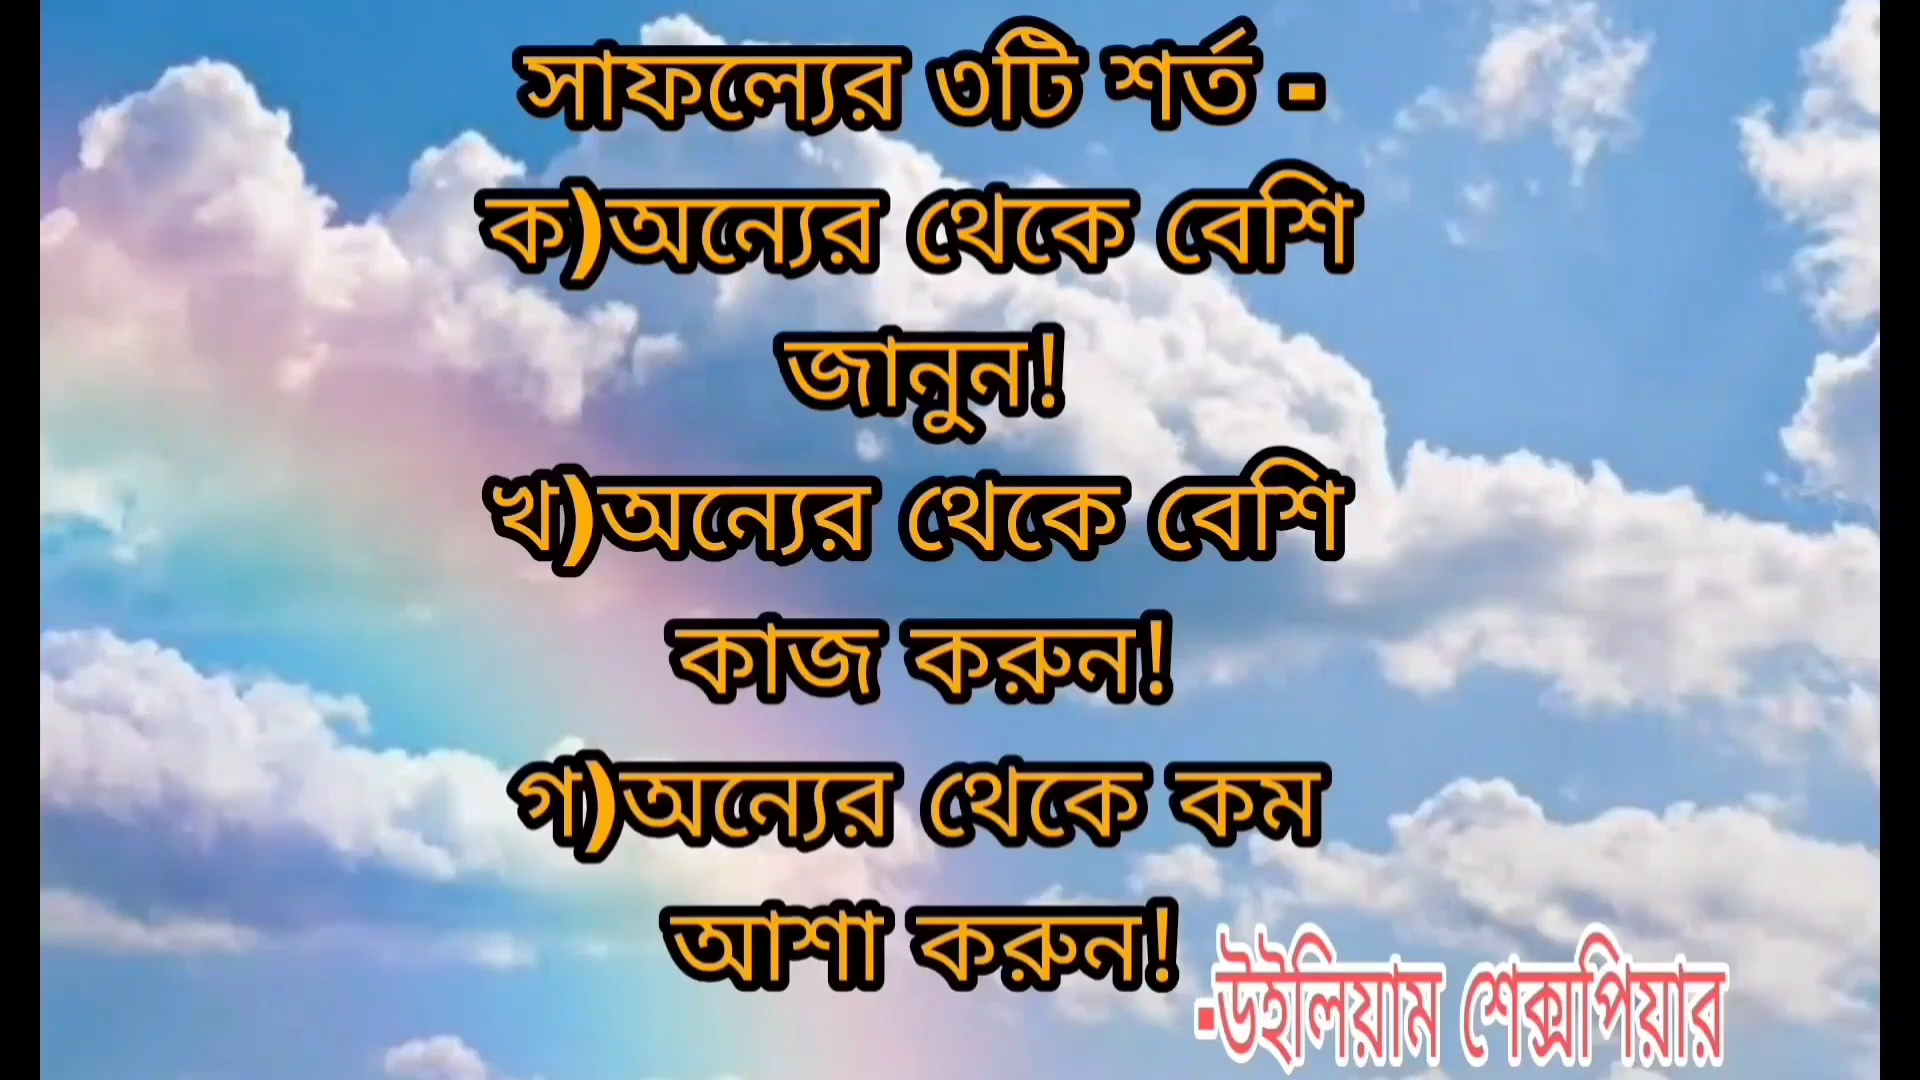 সাফল্যের ৩টি শর্ত -
ক)অন্যের থেকে বেশি
জানুন!
খ)অন্যের থেকে বেশি
কাজ করুন!
গ)অন্যের থেকে কম
আশা করুন!
-উইলিয়াম শেক্সপিয়ার